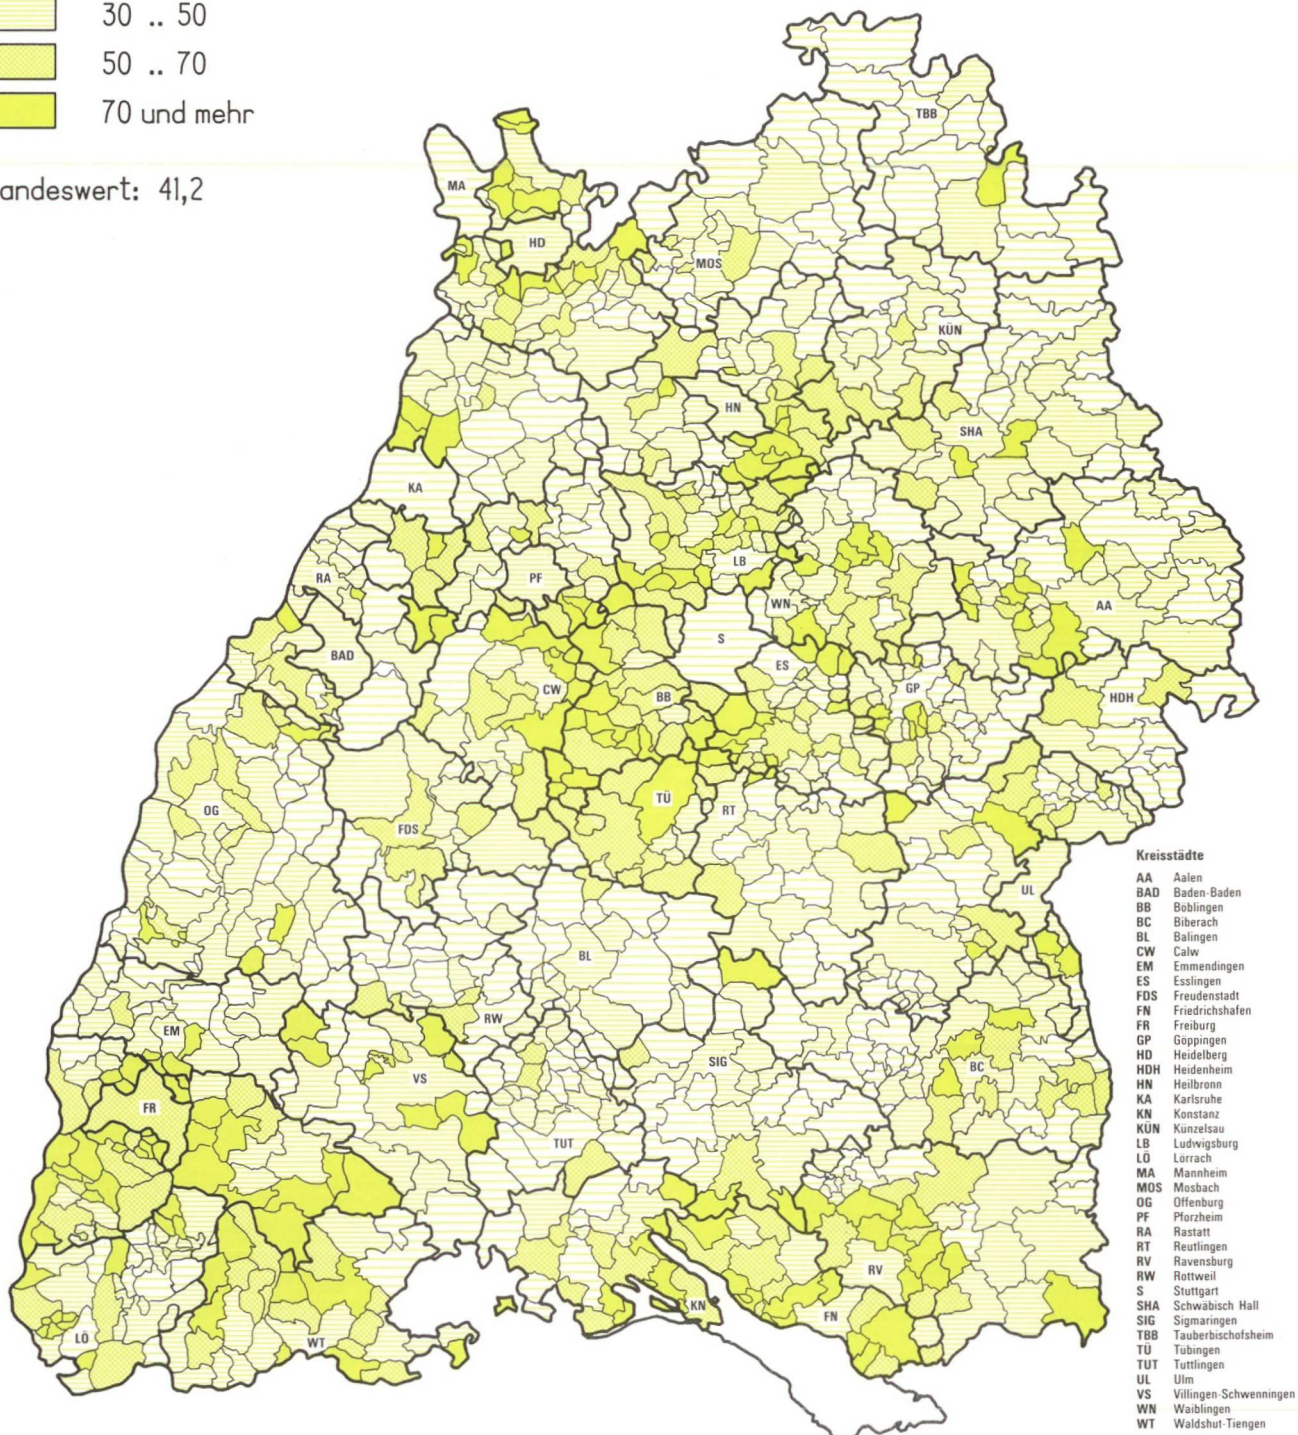 30 .. 50
50 .. 70
70 und mehr
andeswert: 41,2
TBB
MA
HD
MOS
KÜN
HN
SHA
KA
LB
RA
PF
WN
AA
S
BAD
ES
CW
BB
GP
HDH
TÜ
RT
OG
FDS
UL
BL
RW
EM
SIG
VS
BC
FR
TUT
RV
KN
FN
LÖ
WT
Kreisstädte
AA Aalen
BAD Baden-Baden
BB Böblingen
BC Biberach
BL Balingen
CW Calw
EM Emmendingen
ES Esslingen
FDS Freudenstadt
FN Friedrichshafen
FR Freiburg
GP Göppingen
HD Heidelberg
HDH Heidenheim
HN Heilbronn
KA Karlsruhe
KN Konstanz
KÜN Künzelsau
LB Ludwigsburg
LÖ Lörrach
MA Mannheim
MOS Mosbach
OG Offenburg
PF Pforzheim
RA Rastatt
RT Reutlingen
RV Ravensburg
RW Rottweil
S Stuttgart
SHA Schwäbisch Hall
SIG Sigmaringen
TBB Tauberbischofsheim
TÜ Tübingen
TUT Tuttlingen
UL Ulm
VS Villingen-Schwenningen
WN Waiblingen
WT Waldshut-Tiengen